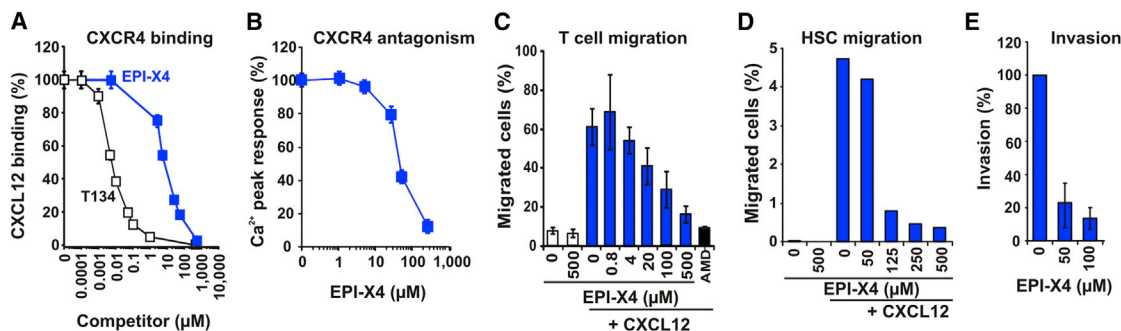 A
CXCR4 binding
CXCL12 binding (%)
120
100
80
60
40
20
0
EPI-X4
T134
0
0.0001
0.001
0.01
0.1
1
10
100
1,000
10,000
Competitor (µM)
B
CXCR4 antagonism
Ca²⁺ peak response (%)
120
100
80
60
40
20
0
0
1
10
100
1,000
EPI-X4 (µM)
C
T cell migration
Migrated cells (%)
100
80
60
40
20
0
0
500
0
0.8
4
20
100
500
AMD
EPI-X4 (µM)
+ CXCL12
D
HSC migration
Migrated cells (%)
5
4
3
2
1
0
0
500
0
50
125
250
500
EPI-X4 (µM)
+ CXCL12
E
Invasion
Invasion (%)
120
100
80
60
40
20
0
0
50
100
EPI-X4 (µM)